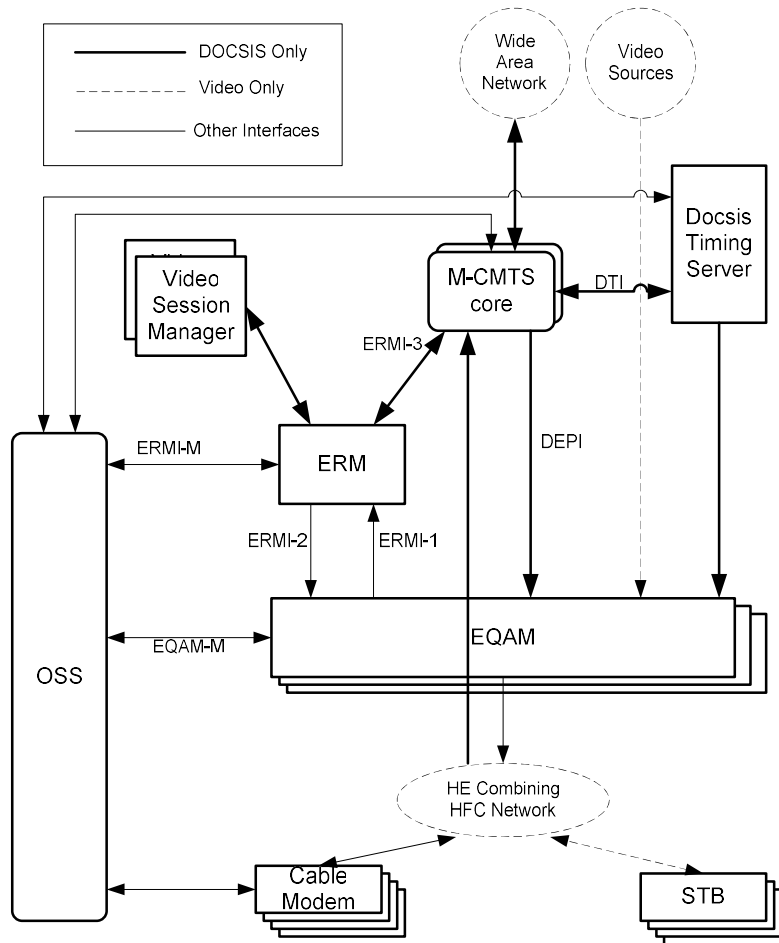 DOCSIS Only
Video Only
Other Interfaces
Wide
Area
Network
Video
Sources
Docsis
Timing
Server
Video
Session
Manager
M-CMTS
core
DTI
ERMI-3
ERMI-M
ERM
DEPI
ERMI-2
ERMI-1
EQAM
EQAM-M
OSS
HE Combining
HFC Network
Cable
Modem
STB